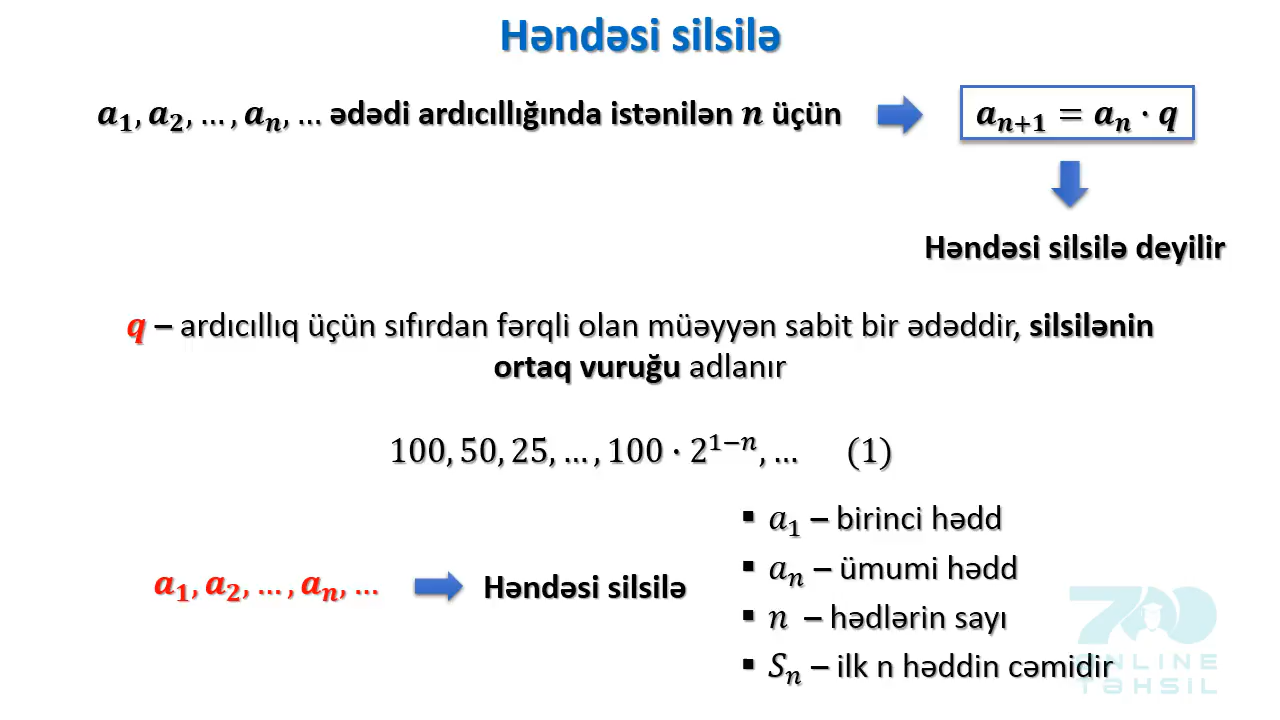 Həndəsi silsilə
a₁, a₂, … , aₙ, … ədədi ardıcıllığında istənilən n üçün
aₙ₊₁ = aₙ · q
Həndəsi silsilə deyilir
q – ardıcıllıq üçün sıfırdan fərqli olan müəyyən sabit bir ədəddir, silsilənin
ortaq vuruğu adlanır
100, 50, 25, … , 100 · 2¹⁻ⁿ, … (1)
a₁, a₂, … , aₙ, …
Həndəsi silsilə
▪ a₁ – birinci hədd
▪ aₙ – ümumi hədd
▪ n – hədlərin sayı
▪ Sₙ – ilk n həddin cəmidir
700
ONLINE
TƏHSİL